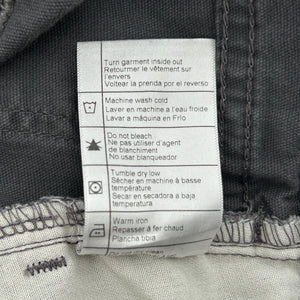 Turn garment inside out
Retourner le vêtement sur
l'envers
Voltear la prenda por el reverso
Machine wash cold
Laver en machine a l'eau froide
Lavar a máquina en Frío
Do not bleach
Ne pas utiliser d'agent
de blanchiment
No usar blanqueador
Tumble dry low
Sécher en machine à basse
température
Secar en secadora a baja
temperatura
Warm iron
Repasser à fer chaud
Plancha tibia